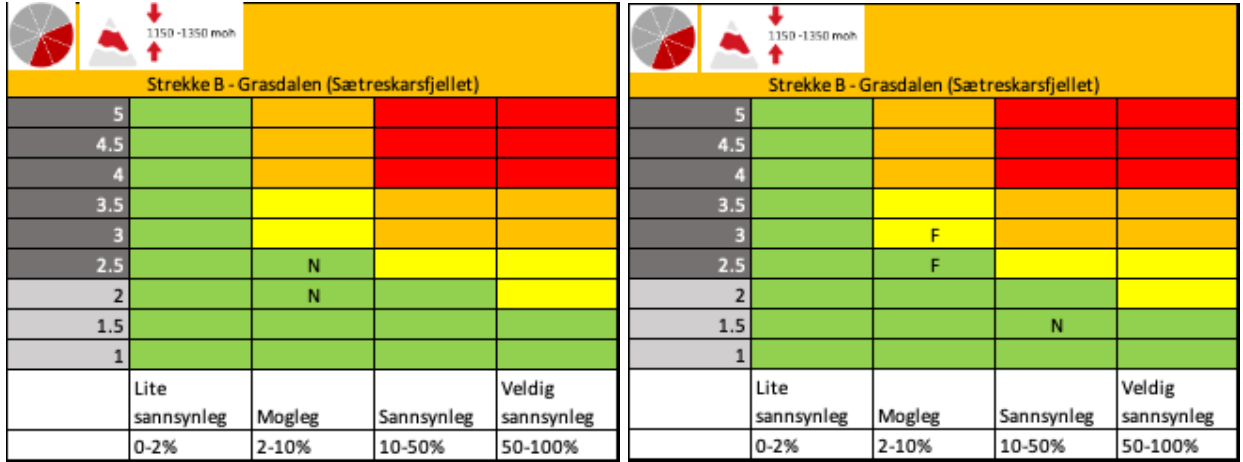 1150 -1350 moh
Strekke B - Grasdalen (Sætreskarsfjellet)
5
4.5
4
3.5
3
2.5 N
2 N
1.5
1
Lite sannsynleg Mogleg Sannsynleg Veldig sannsynleg
0-2% 2-10% 10-50% 50-100%
1150 -1350 moh
Strekke B - Grasdalen (Sætreskarsfjellet)
5
4.5
4
3.5
3 F
2.5 F
2
1.5 N
1
Lite sannsynleg Mogleg Sannsynleg Veldig sannsynleg
0-2% 2-10% 10-50% 50-100%